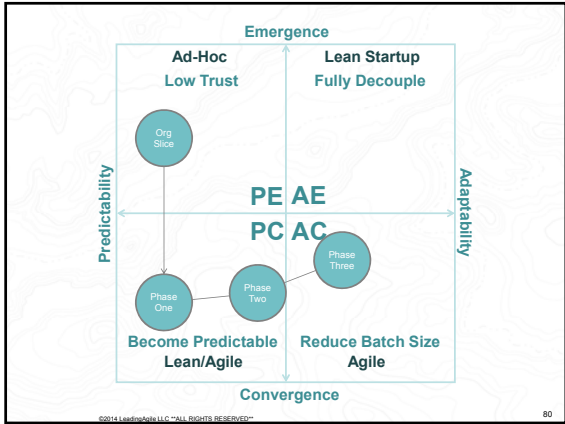 Emergence
Ad-Hoc
Lean Startup
Low Trust
Fully Decouple
Org
Slice
Predictability
Adaptability
PE AE
PC AC
Phase
One
Phase
Two
Phase
Three
Become Predictable
Reduce Batch Size
Lean/Agile
Agile
Convergence
©2014 LeadingAgile LLC **ALL RIGHTS RESERVED**
80